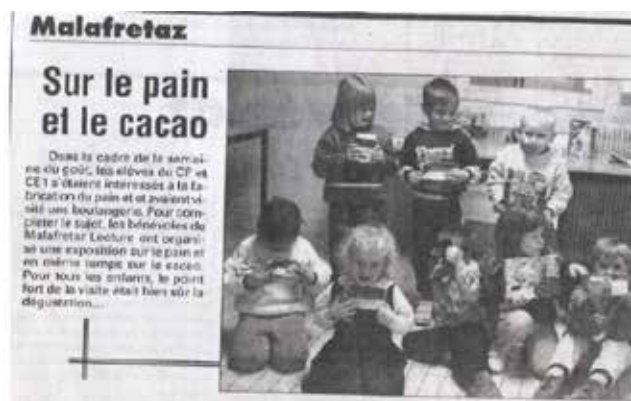 Malafretaz
Sur le pain
et le cacao
Dans le cadre de la semai-
ne du goût, les élèves du CP et
CE1 s'étaient intéressés à la fa-
brication du pain et et avaient vi-
sité une boulangerie. Pour com-
pléter le sujet, les bénévoles de
Malafretaz Lecture ont organi-
sé une exposition sur le pain et
en même temps sur le cacao.
Pour tous les enfants, le point
fort de la visite était bien sûr la
dégustation...